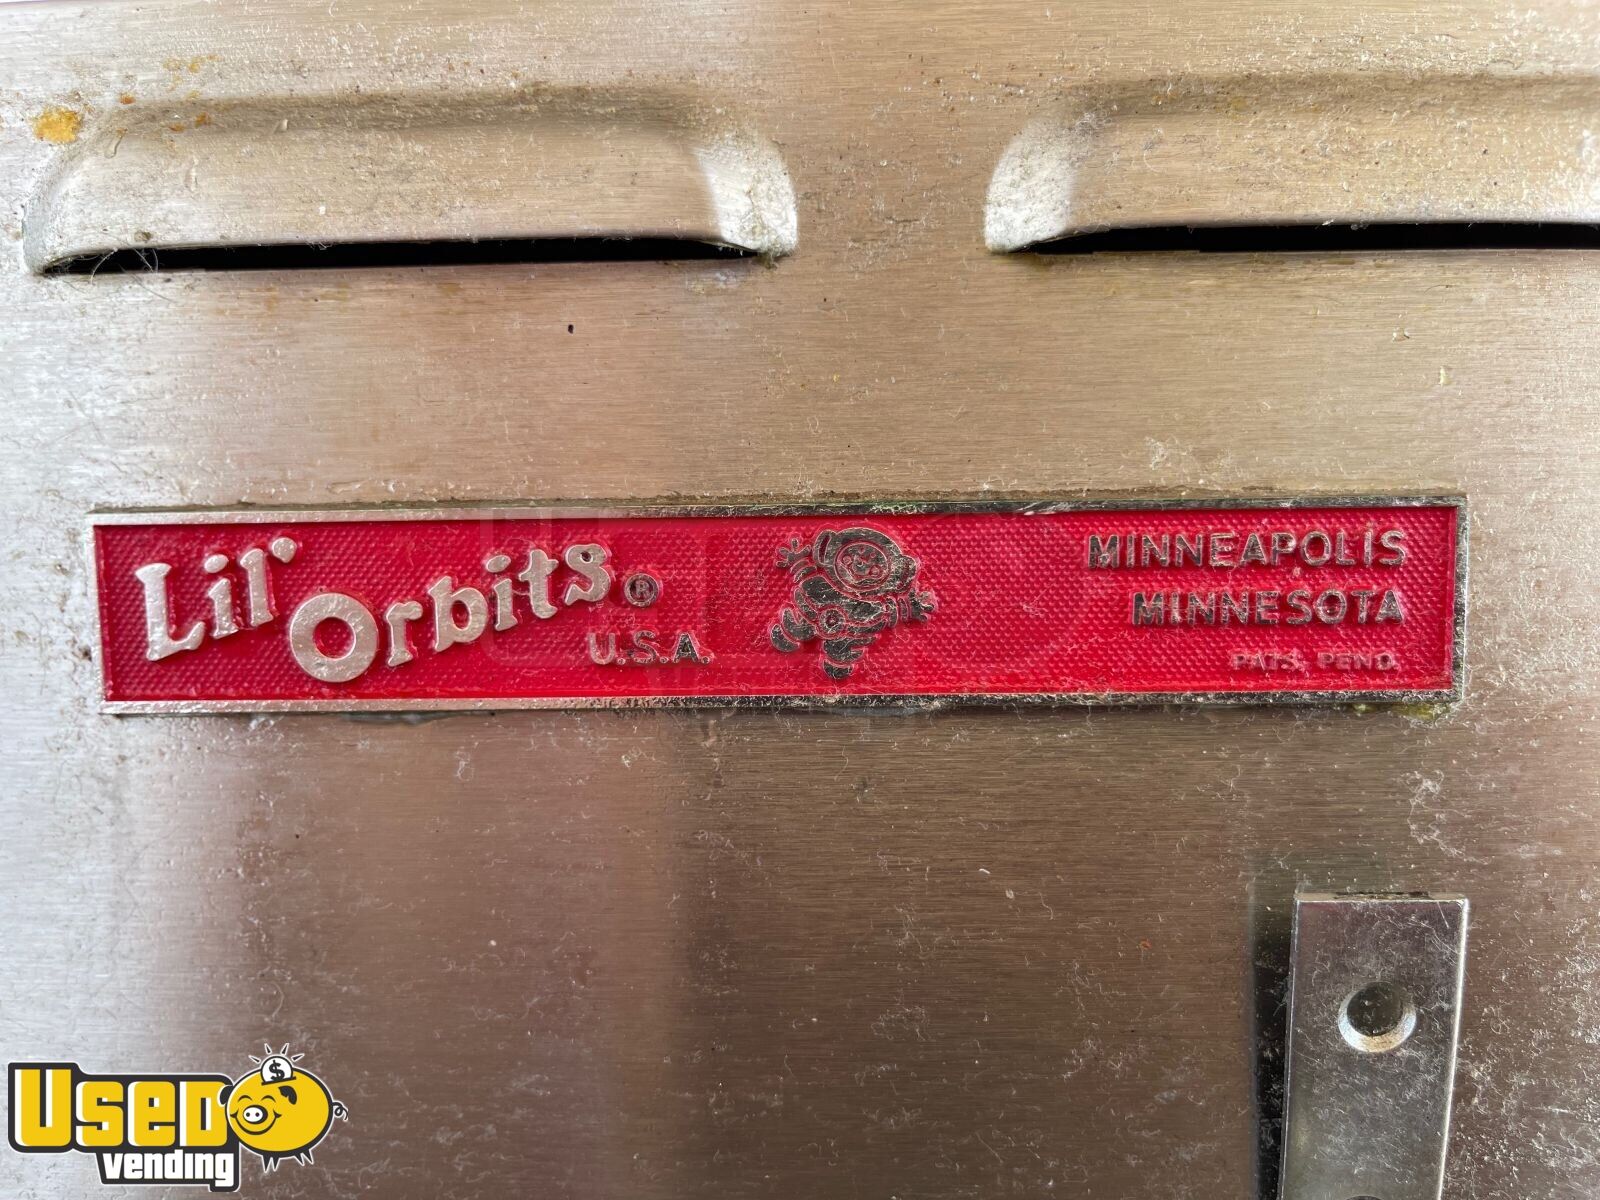 Lil' Orbits ®
U.S.A.
MINNEAPOLIS
MINNESOTA
PATS. PEND.
USED
vending